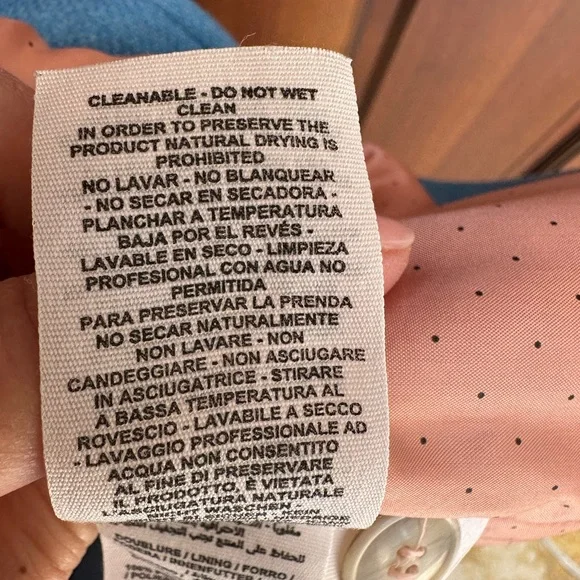 CLEANABLE - DO NOT WET
CLEAN
IN ORDER TO PRESERVE THE
PRODUCT NATURAL DRYING IS
PROHIBITED
NO LAVAR - NO BLANQUEAR
- NO SECAR EN SECADORA -
PLANCHAR A TEMPERATURA
BAJA POR EL REVÉS -
LAVABLE EN SECO - LIMPIEZA
PROFESIONAL CON AGUA NO
PERMITIDA
PARA PRESERVAR LA PRENDA
NO SECAR NATURALMENTE
NON LAVARE - NON
CANDEGGIARE - NON ASCIUGARE
IN ASCIUGATRICE - STIRARE
A BASSA TEMPERATURA AL
ROVESCIO - LAVABILE A SECCO
- LAVAGGIO PROFESSIONALE AD
ACQUA NON CONSENTITO
AL FINE DI PRESERVARE
IL PRODOTTO, È VIETATA
L'ASCIUGATURA NATURALE
NICHT WASCHEN -
DOUBLURE / LINING / FORRO /
/ INNENFUTTER /
100%